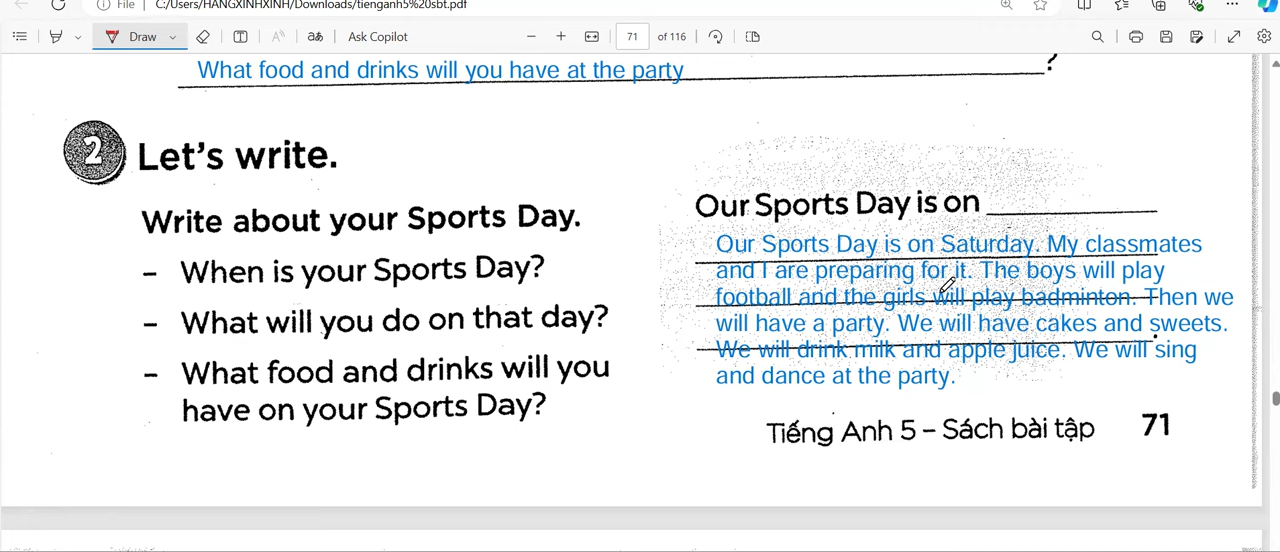 File | C:/Users/HANGXINHXINH/Downloads/tienganh5%20sbt.pdf
Draw aあ Ask Copilot 71 of 116
What food and drinks will you have at the party ?
2 Let's write.
Write about your Sports Day.
- When is your Sports Day?
- What will you do on that day?
- What food and drinks will you
have on your Sports Day?
Our Sports Day is on
Our Sports Day is on Saturday. My classmates
and I are preparing for it. The boys will play
football and the girls will play badminton. Then we
will have a party. We will have cakes and sweets.
We will drink milk and apple juice. We will sing
and dance at the party.
Tiếng Anh 5 – Sách bài tập 71